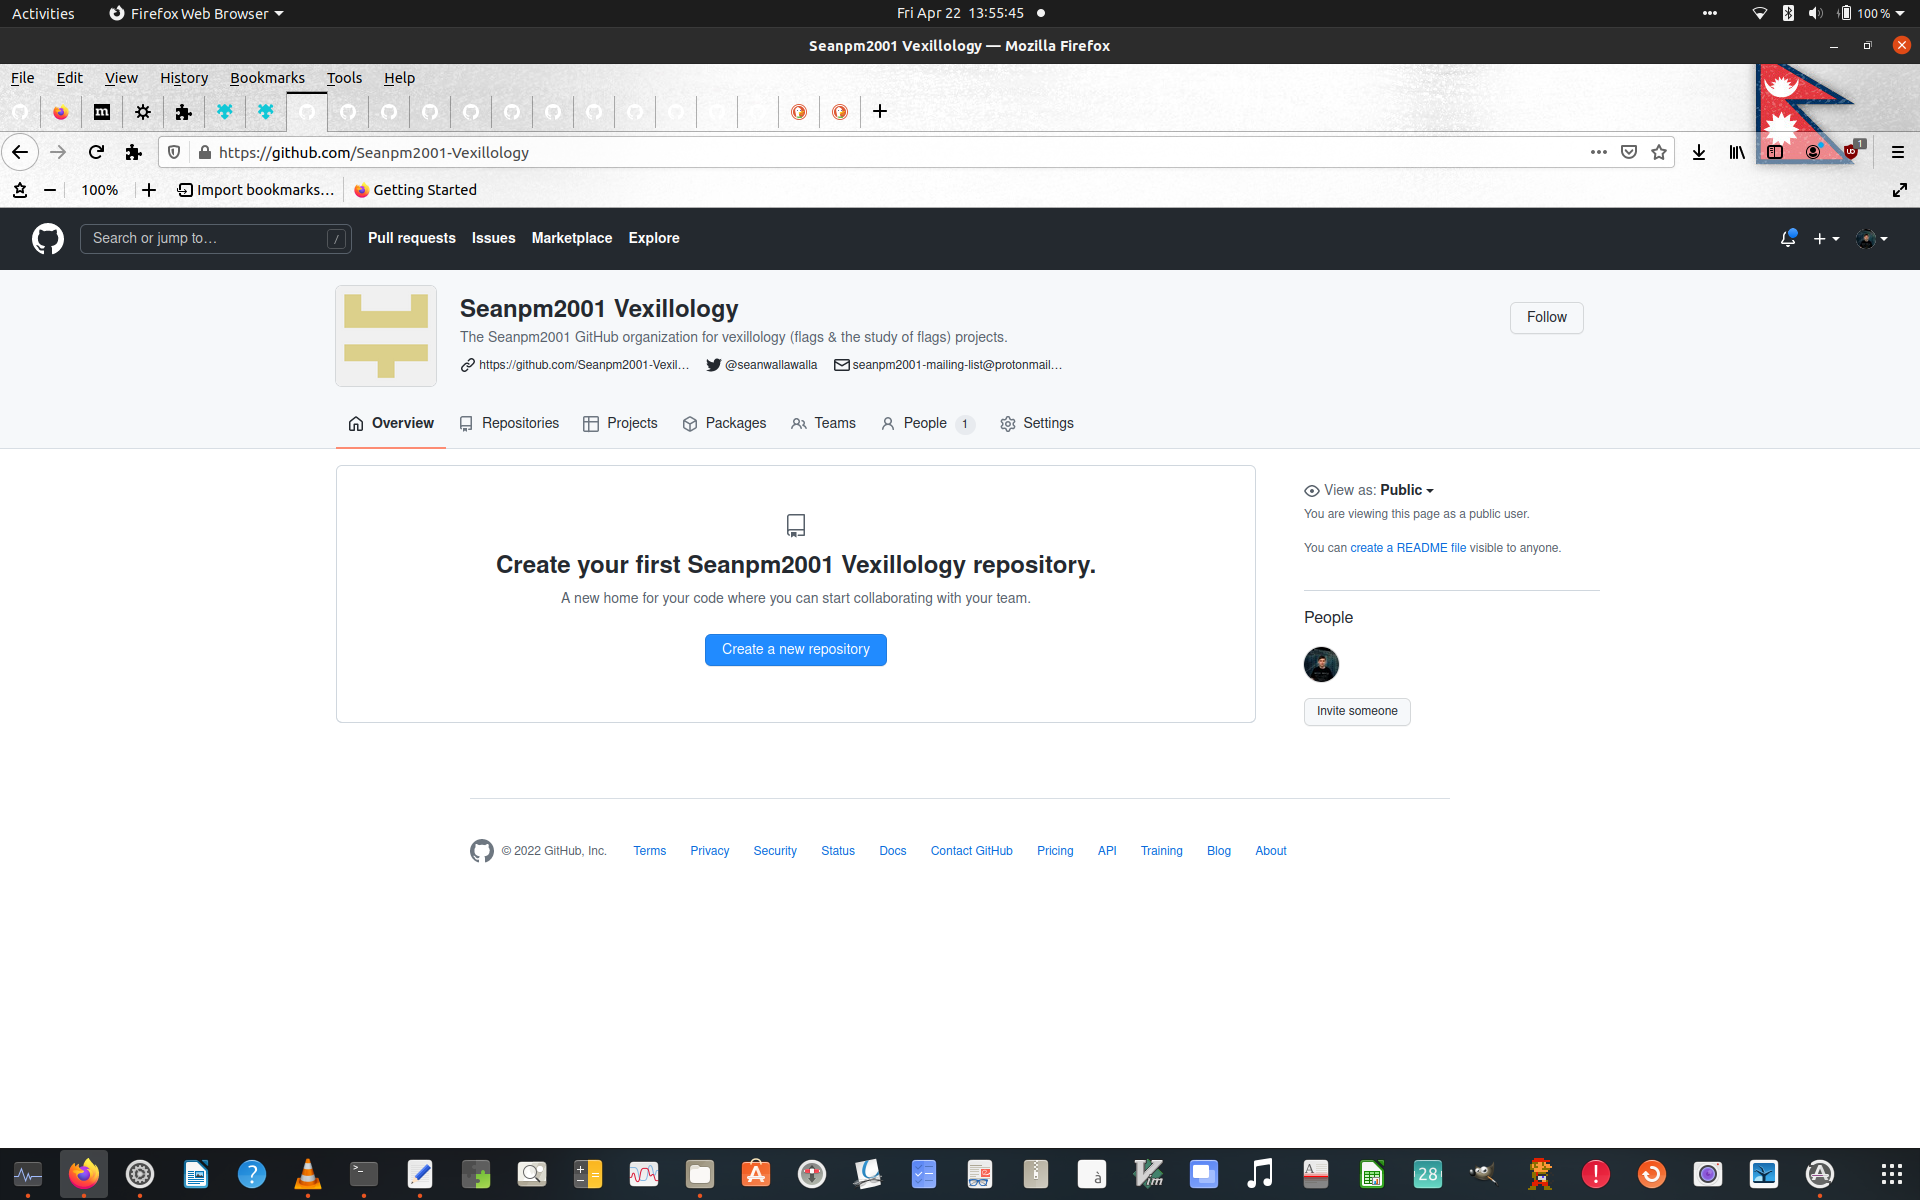 Activities Firefox Web Browser Fri Apr 22 13:55:45 100 %
Seanpm2001 Vexillology — Mozilla Firefox
File Edit View History Bookmarks Tools Help
https://github.com/Seanpm2001-Vexillology 1
100% Import bookmarks... Getting Started
Search or jump to… / Pull requests Issues Marketplace Explore
Seanpm2001 Vexillology
Follow
The Seanpm2001 GitHub organization for vexillology (flags & the study of flags) projects.
https://github.com/Seanpm2001-Vexil... @seanwallawalla seanpm2001-mailing-list@protonmail...
Overview Repositories Projects Packages Teams People 1 Settings
View as: Public
You are viewing this page as a public user.
You can create a README file visible to anyone.
Create your first Seanpm2001 Vexillology repository.
A new home for your code where you can start collaborating with your team.
Create a new repository
People
Invite someone
© 2022 GitHub, Inc. Terms Privacy Security Status Docs Contact GitHub Pricing API Training Blog About
28